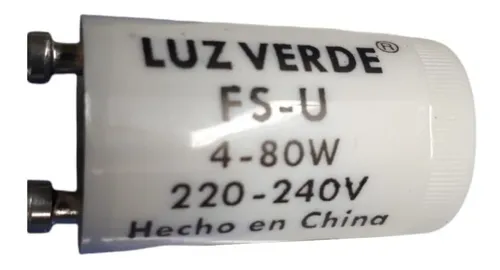 LUZ VERDE®
FS-U
4-80W
220-240V
Hecho en China